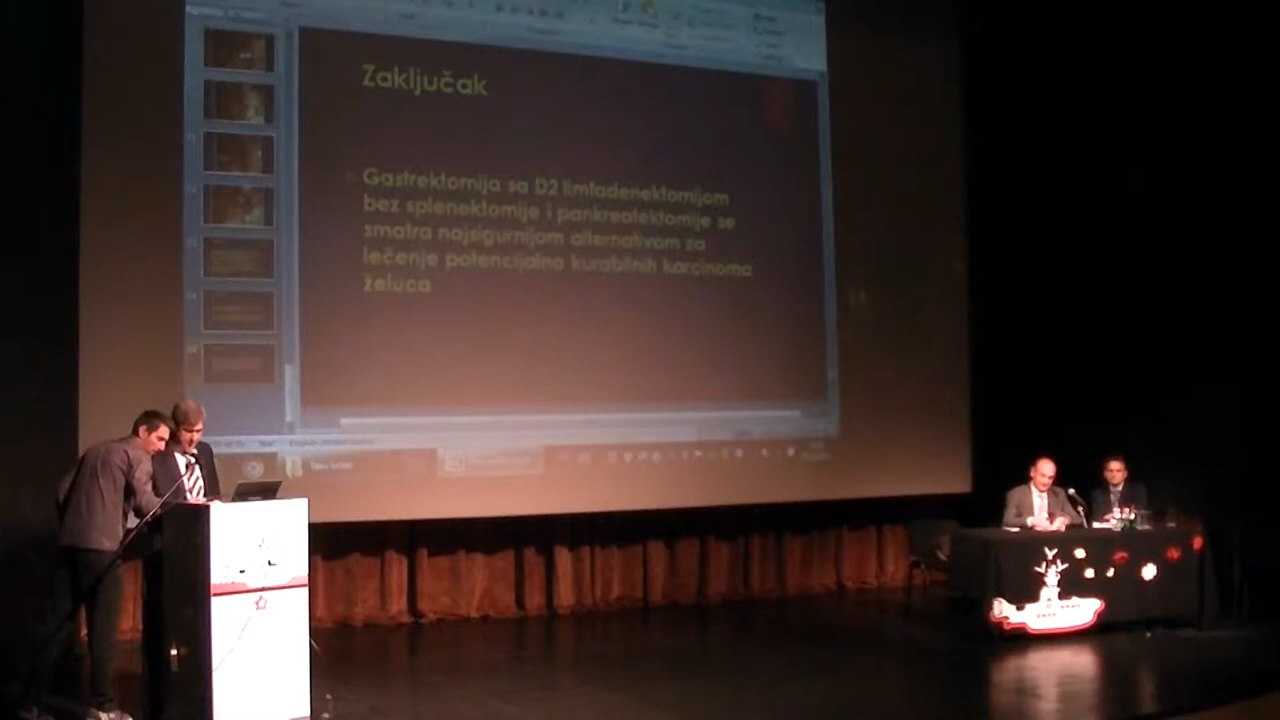 Zaključak
Gastrektomija sa D2 limfadenektomijom
bez splenektomije i pankreatektomije se
smatra najsigurnijom alternativom za
lečenje potencijalno kurabilnih karcinoma
želuca